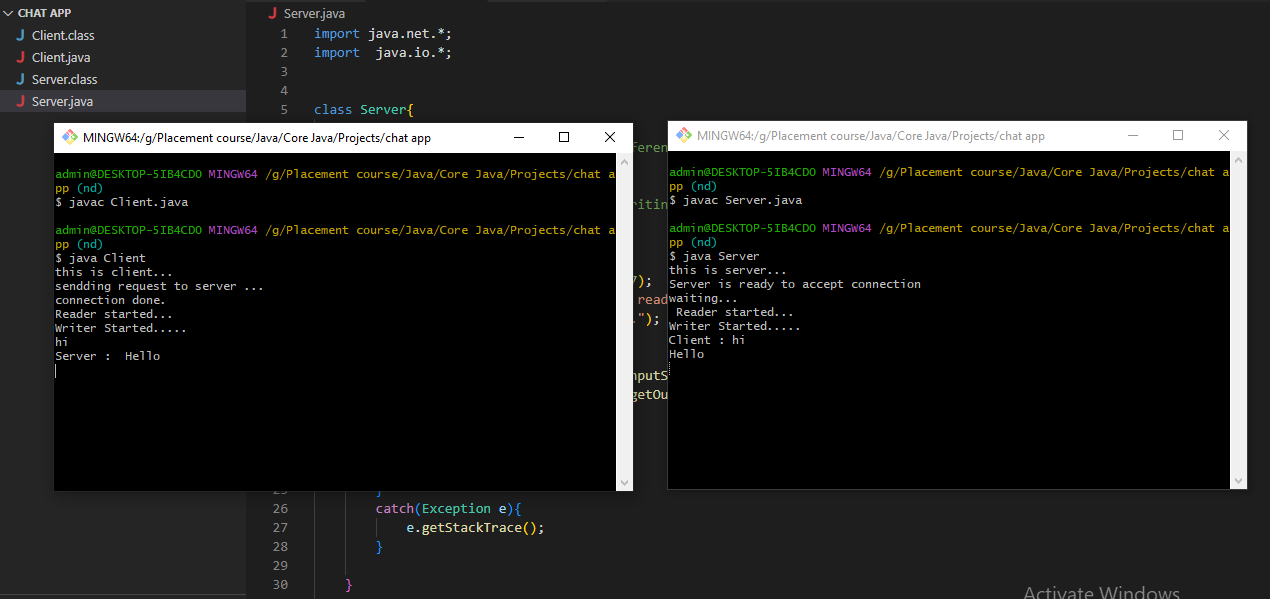 CHAT APP
Client.class
Client.java
Server.class
Server.java
Server.java
1 import java.net.*;
2 import  java.io.*;
3
4
5 class Server{
MINGW64:/g/Placement course/Java/Core Java/Projects/chat app
admin@DESKTOP-5IB4CDO MINGW64 /g/Placement course/Java/Core Java/Projects/chat a
pp (nd)
$ javac Client.java
admin@DESKTOP-5IB4CDO MINGW64 /g/Placement course/Java/Core Java/Projects/chat a
pp (nd)
$ java Client
this is client...
sendding request to server ...
connection done.
Reader started...
Writer Started.....
hi
Server :  Hello
MINGW64:/g/Placement course/Java/Core Java/Projects/chat app
admin@DESKTOP-5IB4CDO MINGW64 /g/Placement course/Java/Core Java/Projects/chat a
pp (nd)
$ javac Server.java
admin@DESKTOP-5IB4CDO MINGW64 /g/Placement course/Java/Core Java/Projects/chat a
pp (nd)
$ java Server
this is server...
Server is ready to accept connection
waiting...
 Reader started...
Writer Started.....
Client : hi
Hello
);
read
");
26 catch(Exception e){
27 e.getStackTrace();
28 }
29
30 }
Activate Windows